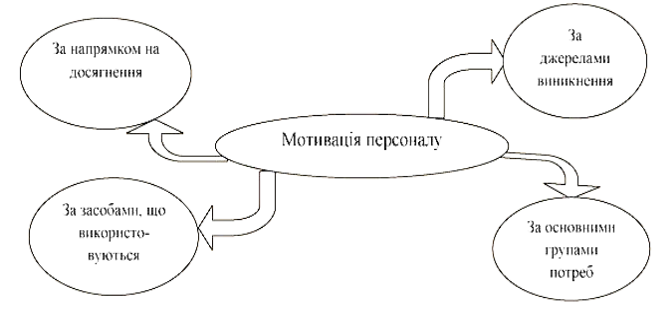 За напрямком на
досягнення
За
джерелами
виникнення
Мотивація персоналу
За засобами, що
використо-
вуються
За основними
групами
потреб